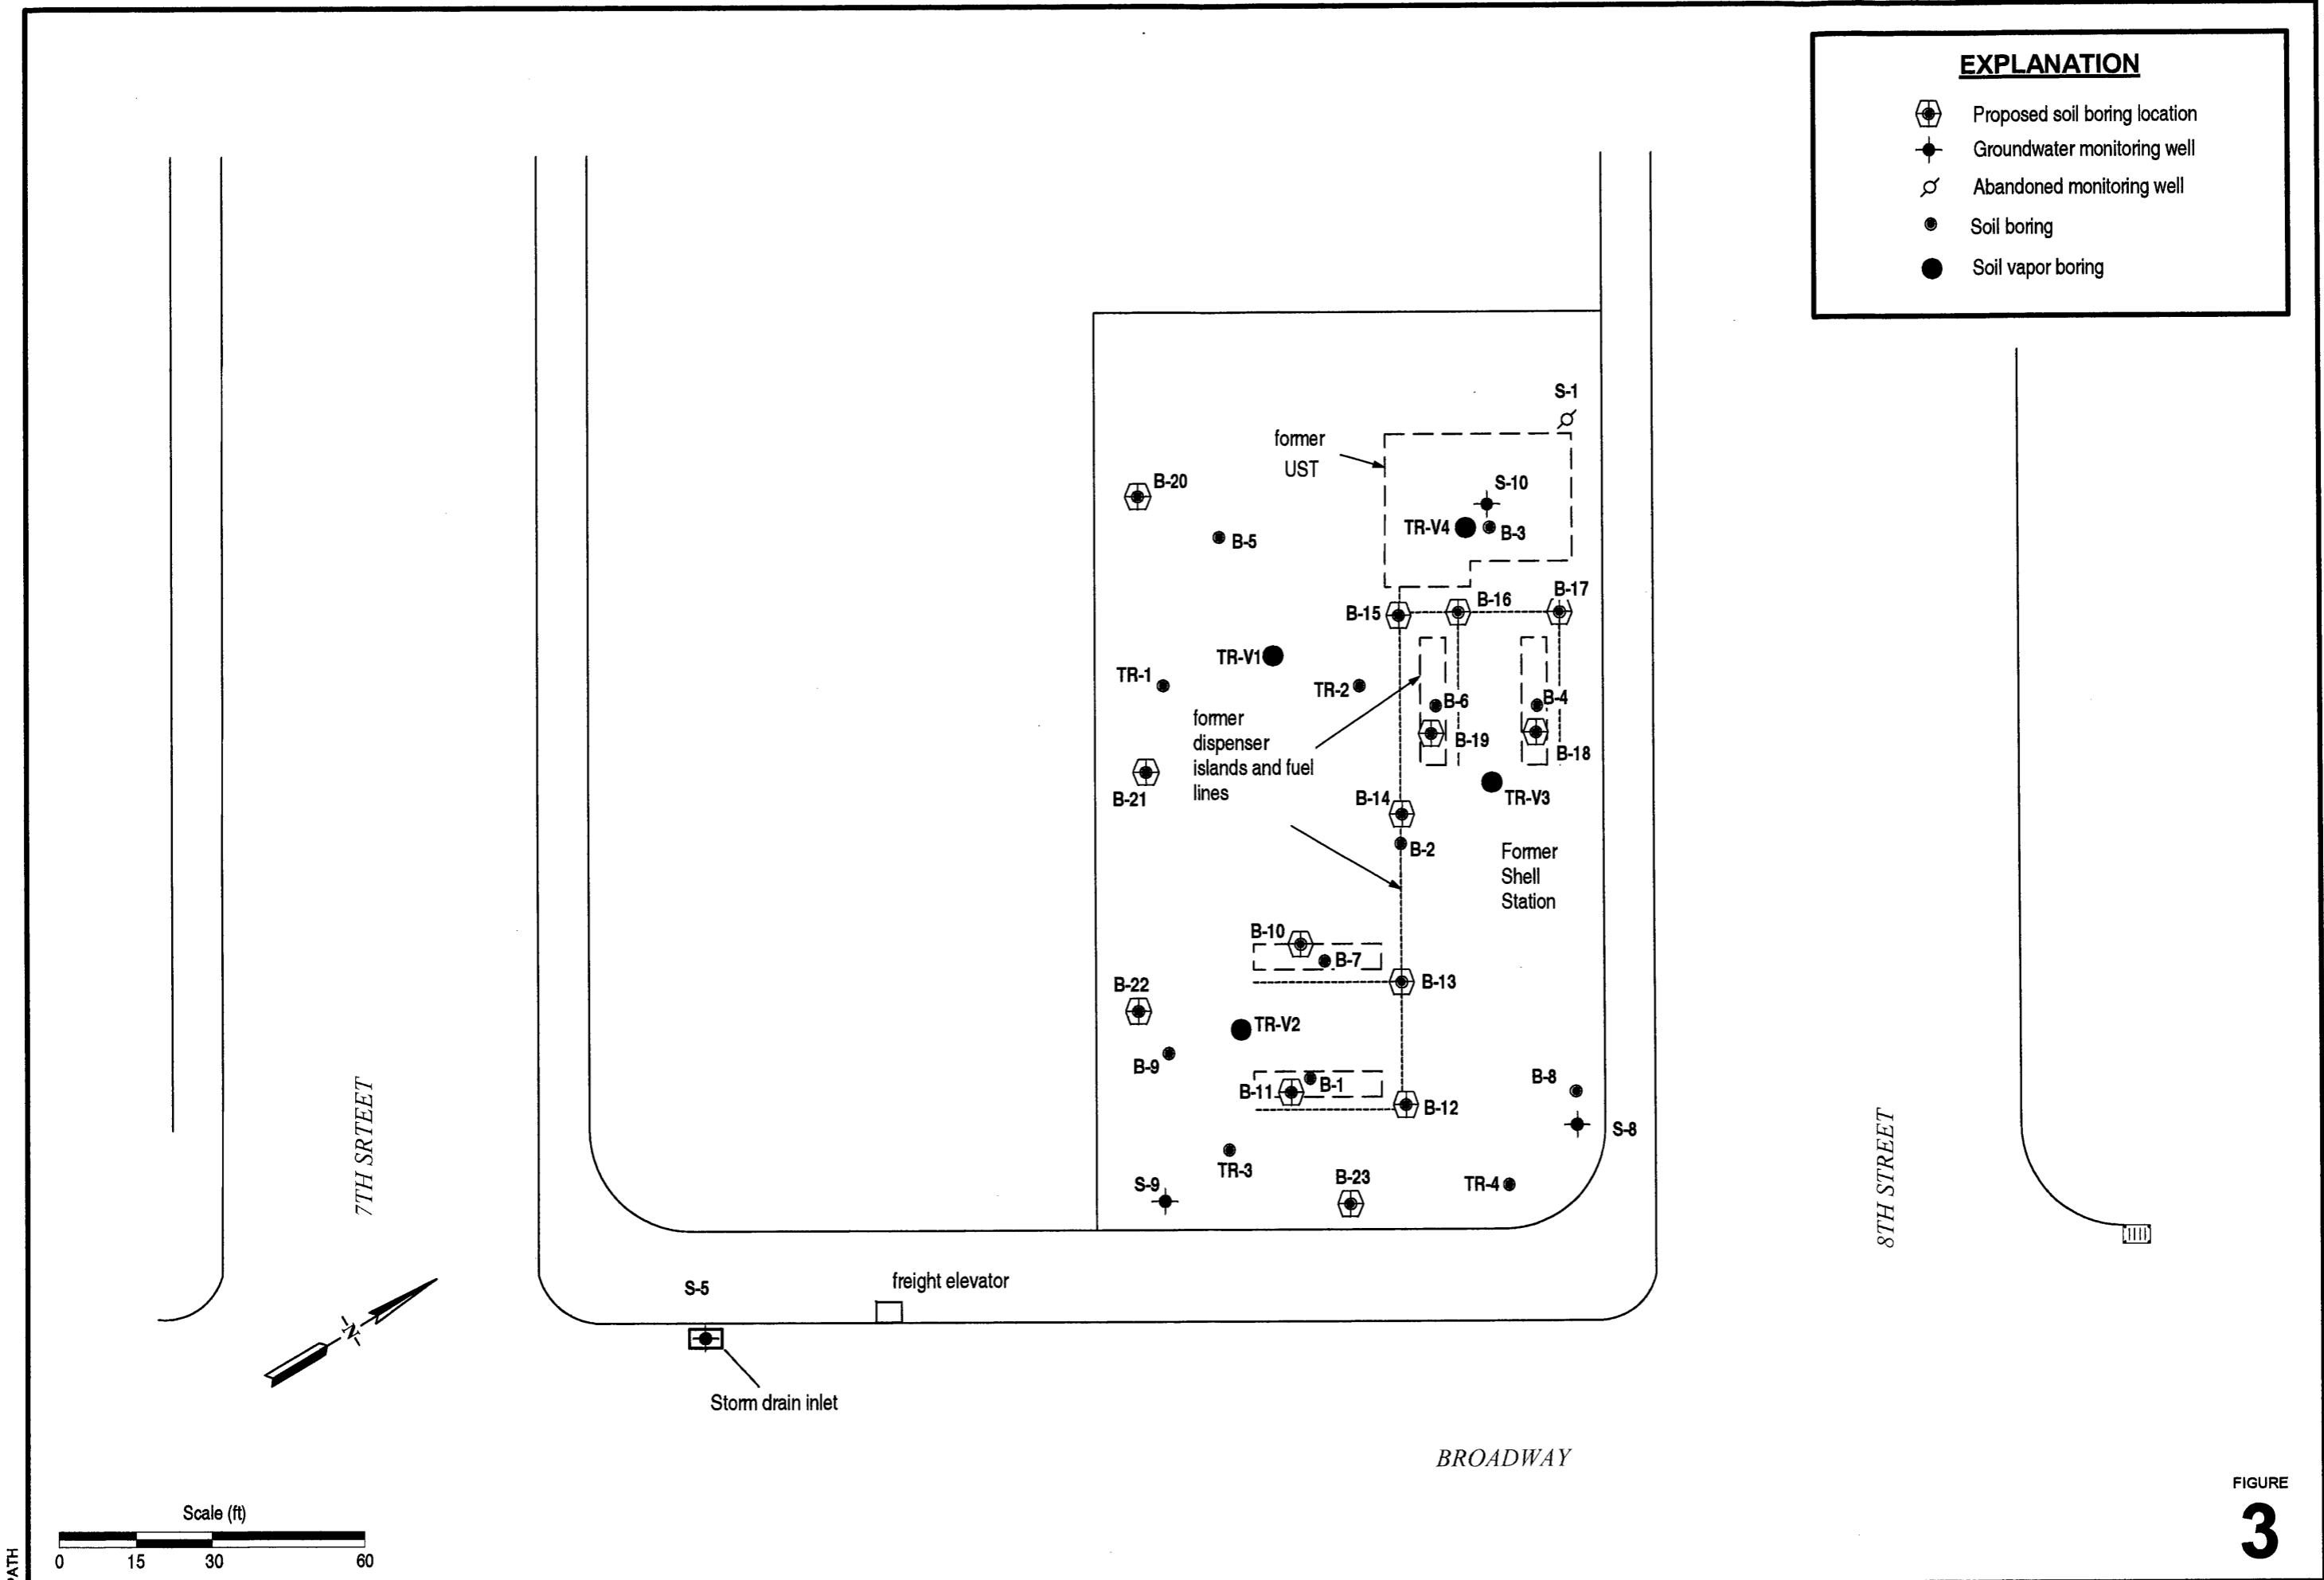 EXPLANATION
Proposed soil boring location
Groundwater monitoring well
Abandoned monitoring well
Soil boring
Soil vapor boring
S-1
former
UST
S-10
B-20
TR-V4
B-3
B-5
B-17
B-16
B-15
TR-V1
TR-1
TR-2
B-6
B-4
former
dispenser
islands and fuel
lines
B-19
B-18
B-21
B-14
TR-V3
B-2
Former
Shell
Station
B-10
B-7
B-13
B-22
TR-V2
B-9
B-8
B-11
B-1
B-12
S-8
TR-3
S-9
B-23
TR-4
7TH SRTEET
8TH STREET
S-5
freight elevator
N
Storm drain inlet
BROADWAY
Scale (ft)
0 15 30 60
FIGURE
3
PATH